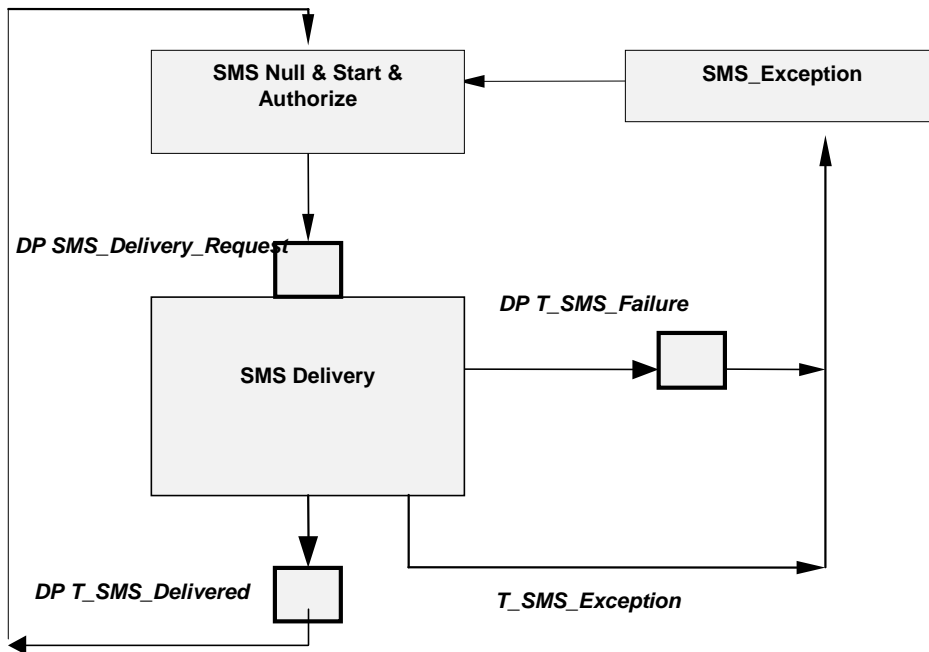 SMS Null & Start &
Authorize
SMS_Exception
DP SMS_Delivery_Request
DP T_SMS_Failure
SMS Delivery
DP T_SMS_Delivered
T_SMS_Exception